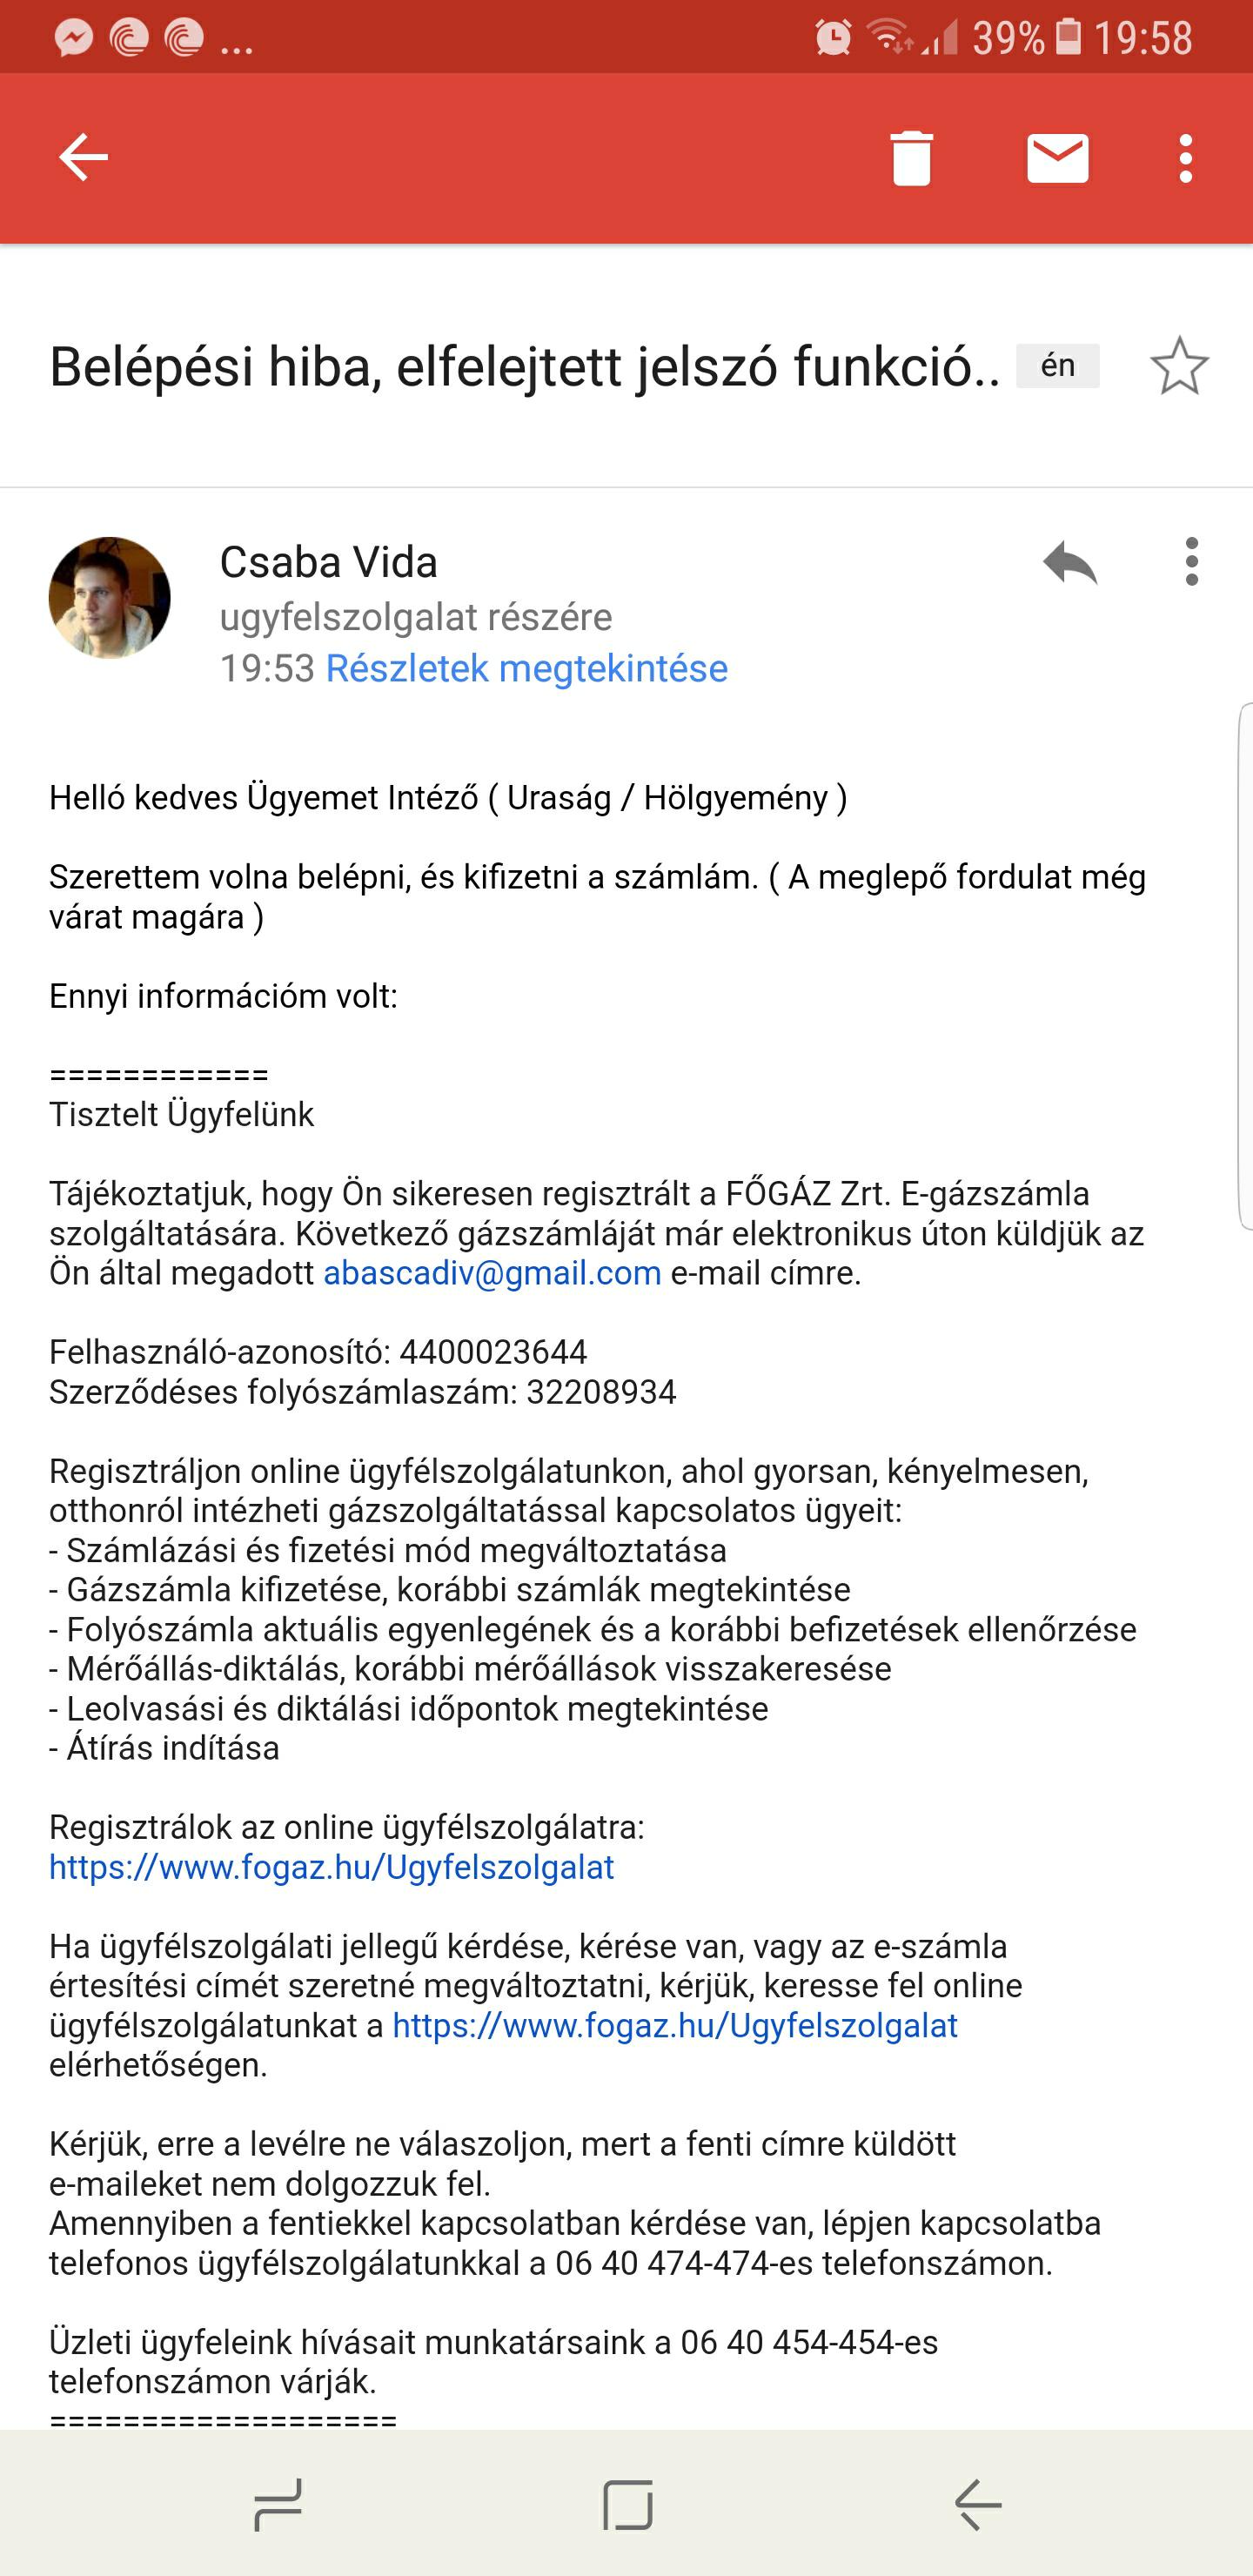 ... 39% 19:58
Belépési hiba, elfelejtett jelszó funkció.. én
Csaba Vida
ugyfelszolgalat részére
19:53 Részletek megtekintése
Helló kedves Ügyemet Intéző ( Uraság / Hölgyemény )
Szerettem volna belépni, és kifizetni a számlám. ( A meglepő fordulat még
várat magára )
Ennyi információm volt:
============
Tisztelt Ügyfelünk
Tájékoztatjuk, hogy Ön sikeresen regisztrált a FŐGÁZ Zrt. E-gázszámla
szolgáltatására. Következő gázszámláját már elektronikus úton küldjük az
Ön által megadott abascadiv@gmail.com e-mail címre.
Felhasználó-azonosító: 4400023644
Szerződéses folyószámlaszám: 32208934
Regisztráljon online ügyfélszolgálatunkon, ahol gyorsan, kényelmesen,
otthonról intézheti gázszolgáltatással kapcsolatos ügyeit:
- Számlázási és fizetési mód megváltoztatása
- Gázszámla kifizetése, korábbi számlák megtekintése
- Folyószámla aktuális egyenlegének és a korábbi befizetések ellenőrzése
- Mérőállás-diktálás, korábbi mérőállások visszakeresése
- Leolvasási és diktálási időpontok megtekintése
- Átírás indítása
Regisztrálok az online ügyfélszolgálatra:
https://www.fogaz.hu/Ugyfelszolgalat
Ha ügyfélszolgálati jellegű kérdése, kérése van, vagy az e-számla
értesítési címét szeretné megváltoztatni, kérjük, keresse fel online
ügyfélszolgálatunkat a https://www.fogaz.hu/Ugyfelszolgalat
elérhetőségen.
Kérjük, erre a levélre ne válaszoljon, mert a fenti címre küldött
e-maileket nem dolgozzuk fel.
Amennyiben a fentiekkel kapcsolatban kérdése van, lépjen kapcsolatba
telefonos ügyfélszolgálatunkkal a 06 40 474-474-es telefonszámon.
Üzleti ügyfeleink hívásait munkatársaink a 06 40 454-454-es
telefonszámon várják.
===================